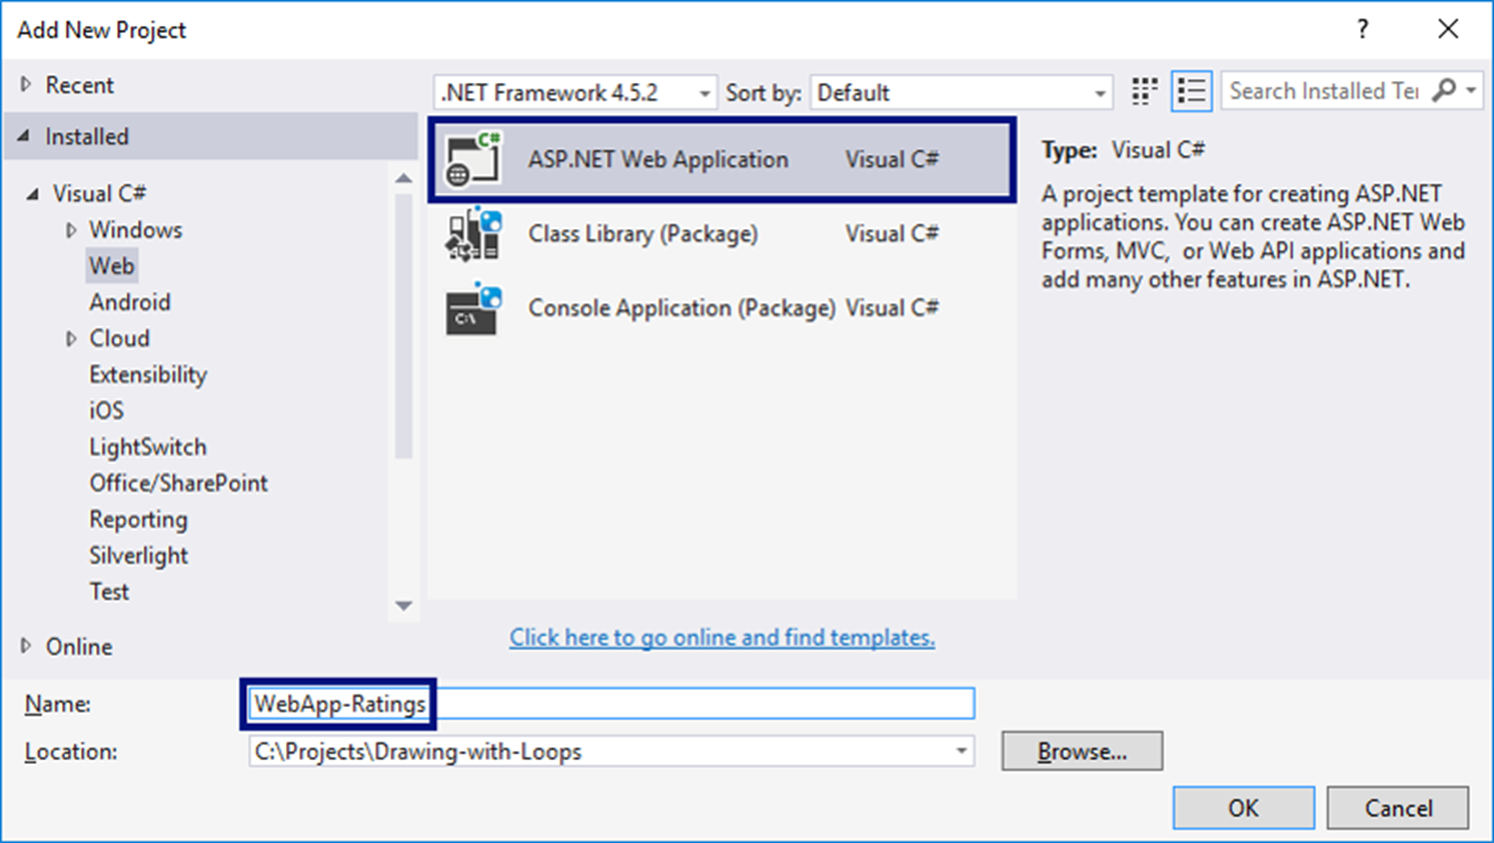 Add New Project
?
Recent
Installed
Visual C#
Windows
Web
Android
Cloud
Extensibility
iOS
LightSwitch
Office/SharePoint
Reporting
Silverlight
Test
Online
.NET Framework 4.5.2
Sort by: Default
Search Installed Te
C# ASP.NET Web Application Visual C#
Class Library (Package) Visual C#
C:\ Console Application (Package) Visual C#
Click here to go online and find templates.
Type: Visual C#
A project template for creating ASP.NET
applications. You can create ASP.NET Web
Forms, MVC, or Web API applications and
add many other features in ASP.NET.
Name: WebApp-Ratings
Location: C:\Projects\Drawing-with-Loops
Browse...
OK
Cancel